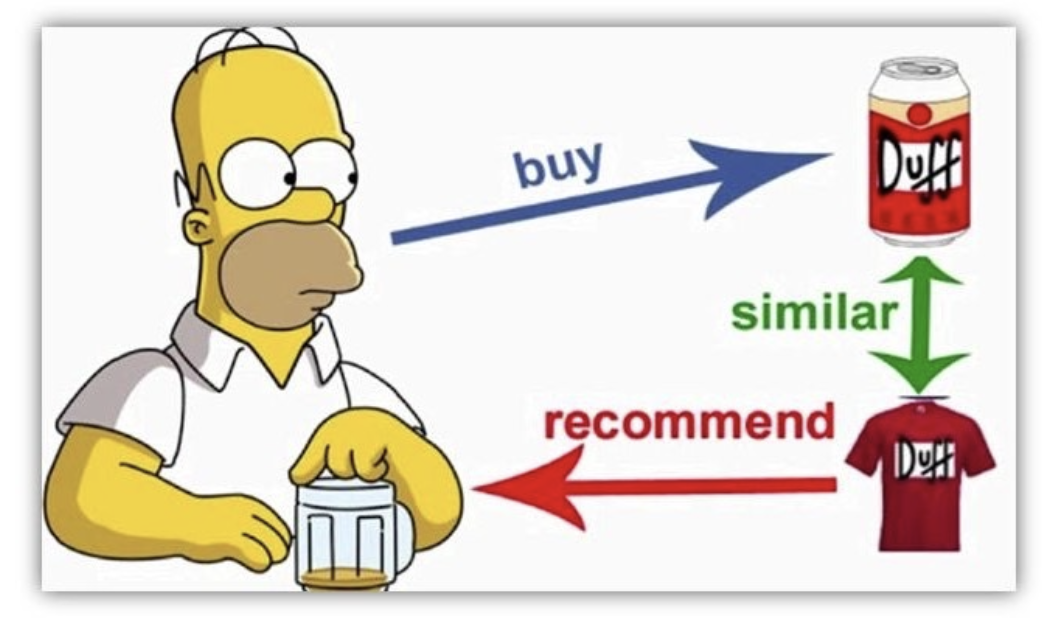 buy
Duff
similar
recommend
Duff